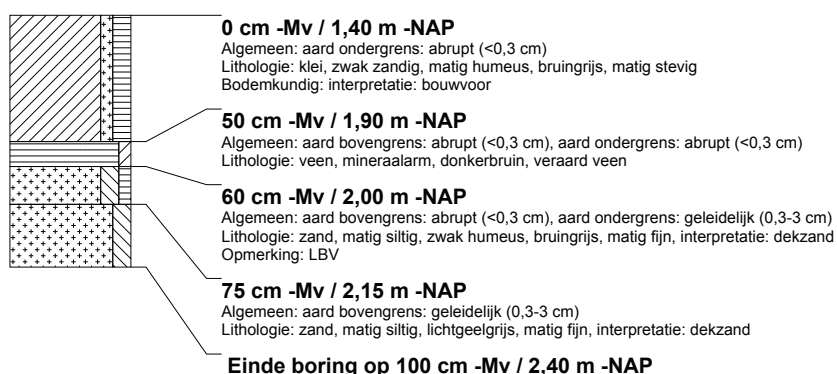 0 cm -Mv / 1,40 m -NAP
Algemeen: aard ondergrens: abrupt (<0,3 cm)
Lithologie: klei, zwak zandig, matig humeus, bruingrijs, matig stevig
Bodemkundig: interpretatie: bouwvoor
50 cm -Mv / 1,90 m -NAP
Algemeen: aard bovengrens: abrupt (<0,3 cm), aard ondergrens: abrupt (<0,3 cm)
Lithologie: veen, mineraalarm, donkerbruin, veraard veen
60 cm -Mv / 2,00 m -NAP
Algemeen: aard bovengrens: abrupt (<0,3 cm), aard ondergrens: geleidelijk (0,3-3 cm)
Lithologie: zand, matig siltig, zwak humeus, bruingrijs, matig fijn, interpretatie: dekzand
Opmerking: LBV
75 cm -Mv / 2,15 m -NAP
Algemeen: aard bovengrens: geleidelijk (0,3-3 cm)
Lithologie: zand, matig siltig, lichtgeelgrijs, matig fijn, interpretatie: dekzand
Einde boring op 100 cm -Mv / 2,40 m -NAP